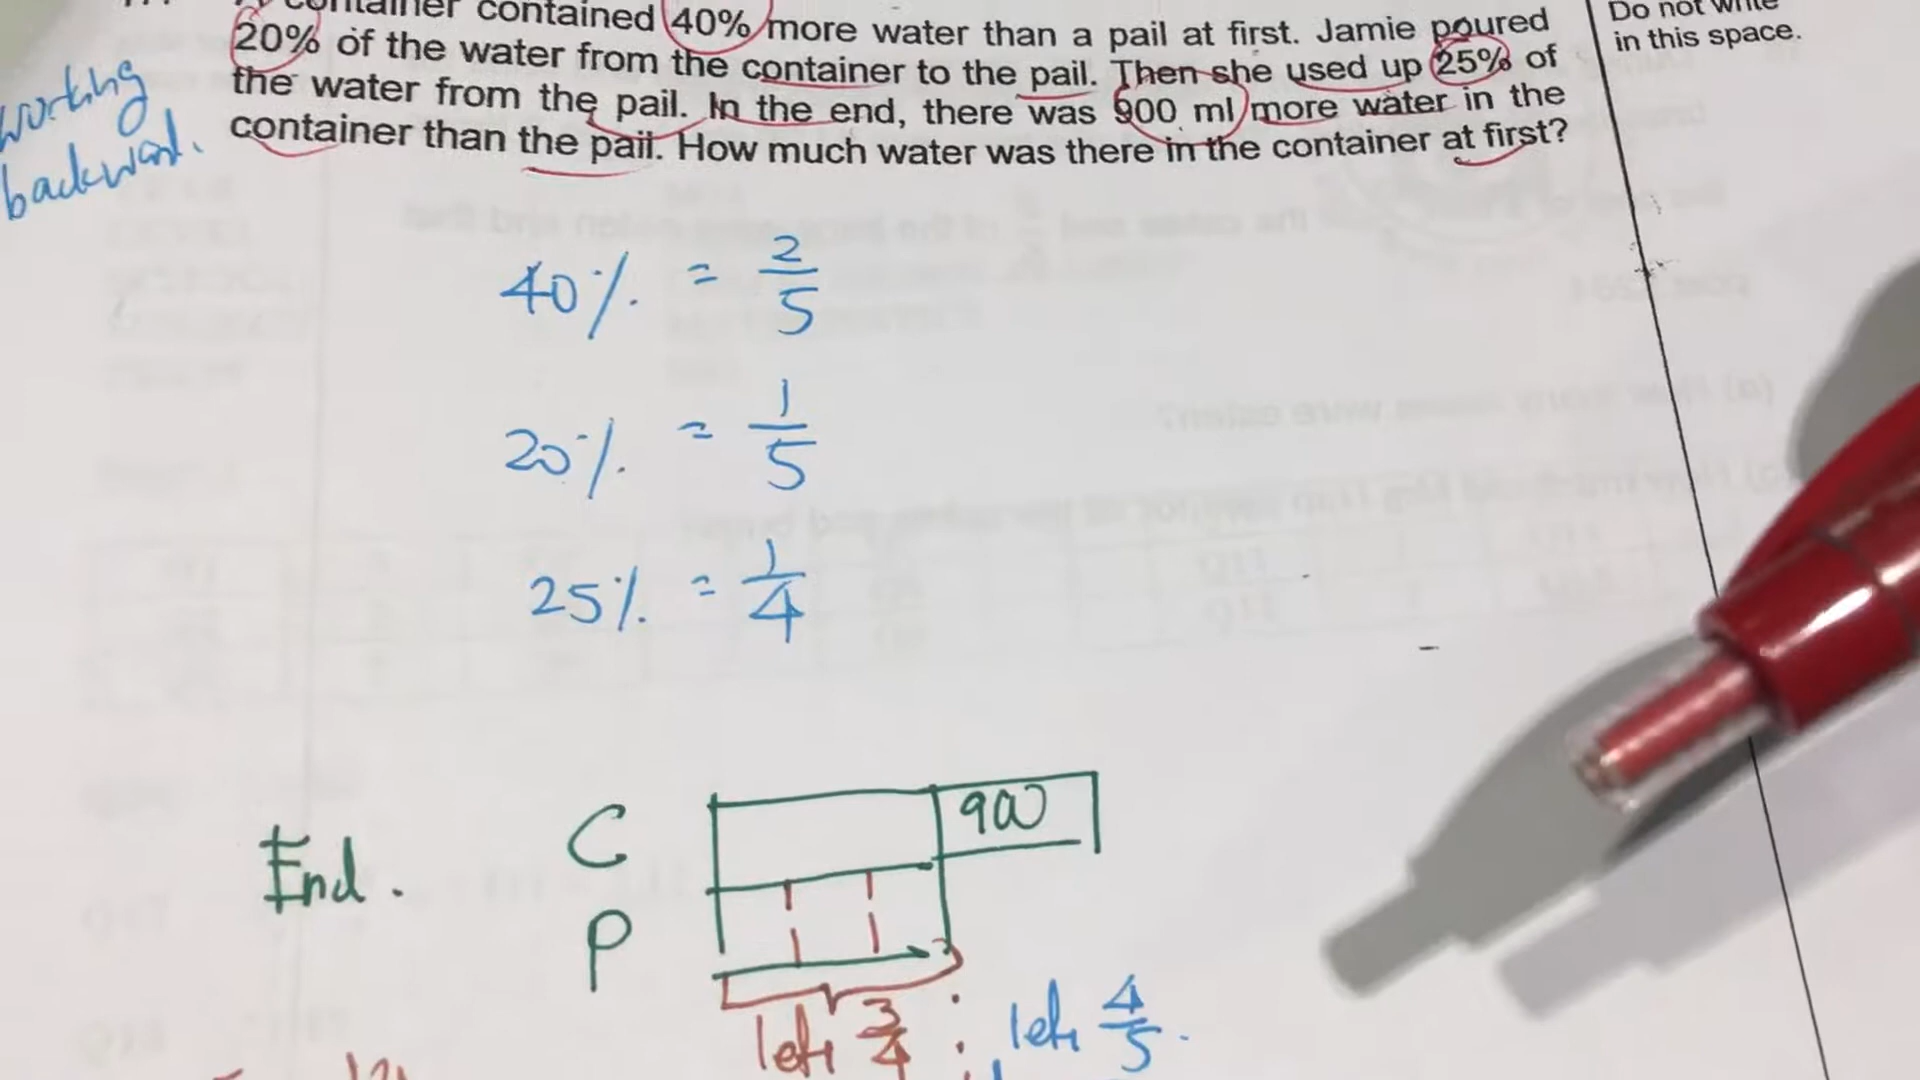 container contained 40% more water than a pail at first. Jamie poured
20% of the water from the container to the pail. Then she used up 25% of
the water from the pail. In the end, there was 900 ml more water in the
container than the pail. How much water was there in the container at first?
Do not write
in this space.
working
backward.
40% = 2/5
20% = 1/5
25% = 1/4
End.
C
900
P
left 3/4 : left 4/5.